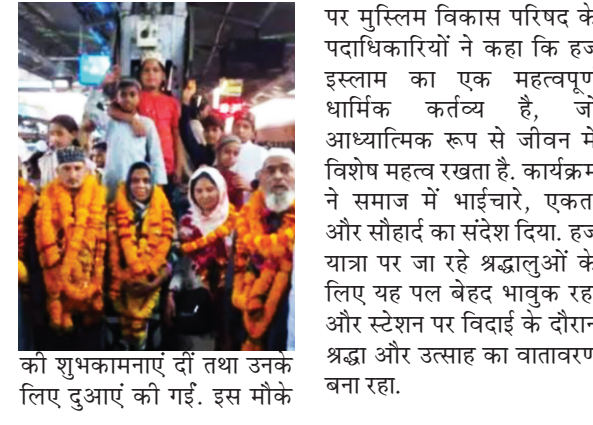 की शुभकामनाएं दीं तथा उनके
लिए दुआएं की गईं. इस मौके
पर मुस्लिम विकास परिषद के
पदाधिकारियों ने कहा कि हज
इस्लाम का एक महत्वपूर्ण
धार्मिक कर्तव्य है, जो
आध्यात्मिक रूप से जीवन में
विशेष महत्व रखता है. कार्यक्रम
ने समाज में भाईचारे, एकता
और सौहार्द का संदेश दिया. हज
यात्रा पर जा रहे श्रद्धालुओं के
लिए यह पल बेहद भावुक रहा
और स्टेशन पर विदाई के दौरान
श्रद्धा और उत्साह का वातावरण
बना रहा.